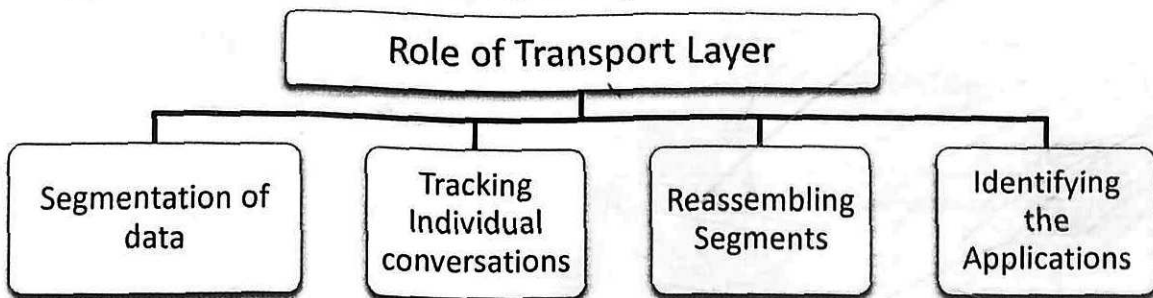 Role of Transport Layer
Segmentation of
data
Tracking
Individual
conversations
Reassembling
Segments
Identifying
the
Applications